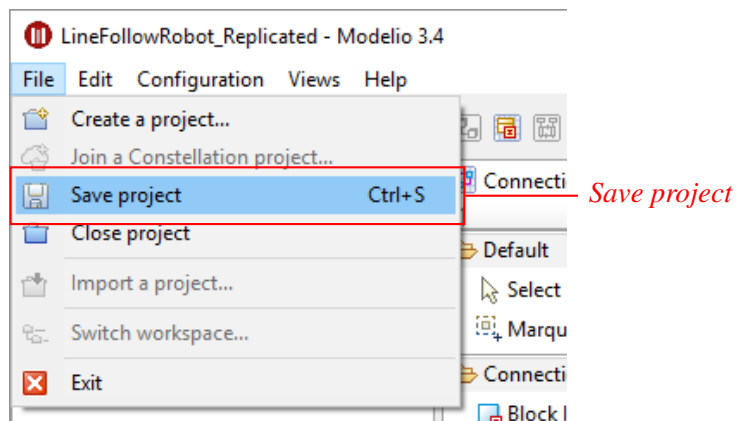 LineFollowRobot_Replicated - Modelio 3.4
File Edit Configuration Views Help
Create a project...
Join a Constellation project...
Save project Ctrl+S
Close project
Import a project...
Switch workspace...
Exit
Connecti
Default
Select
Marqu
Connecti
Block
Save project